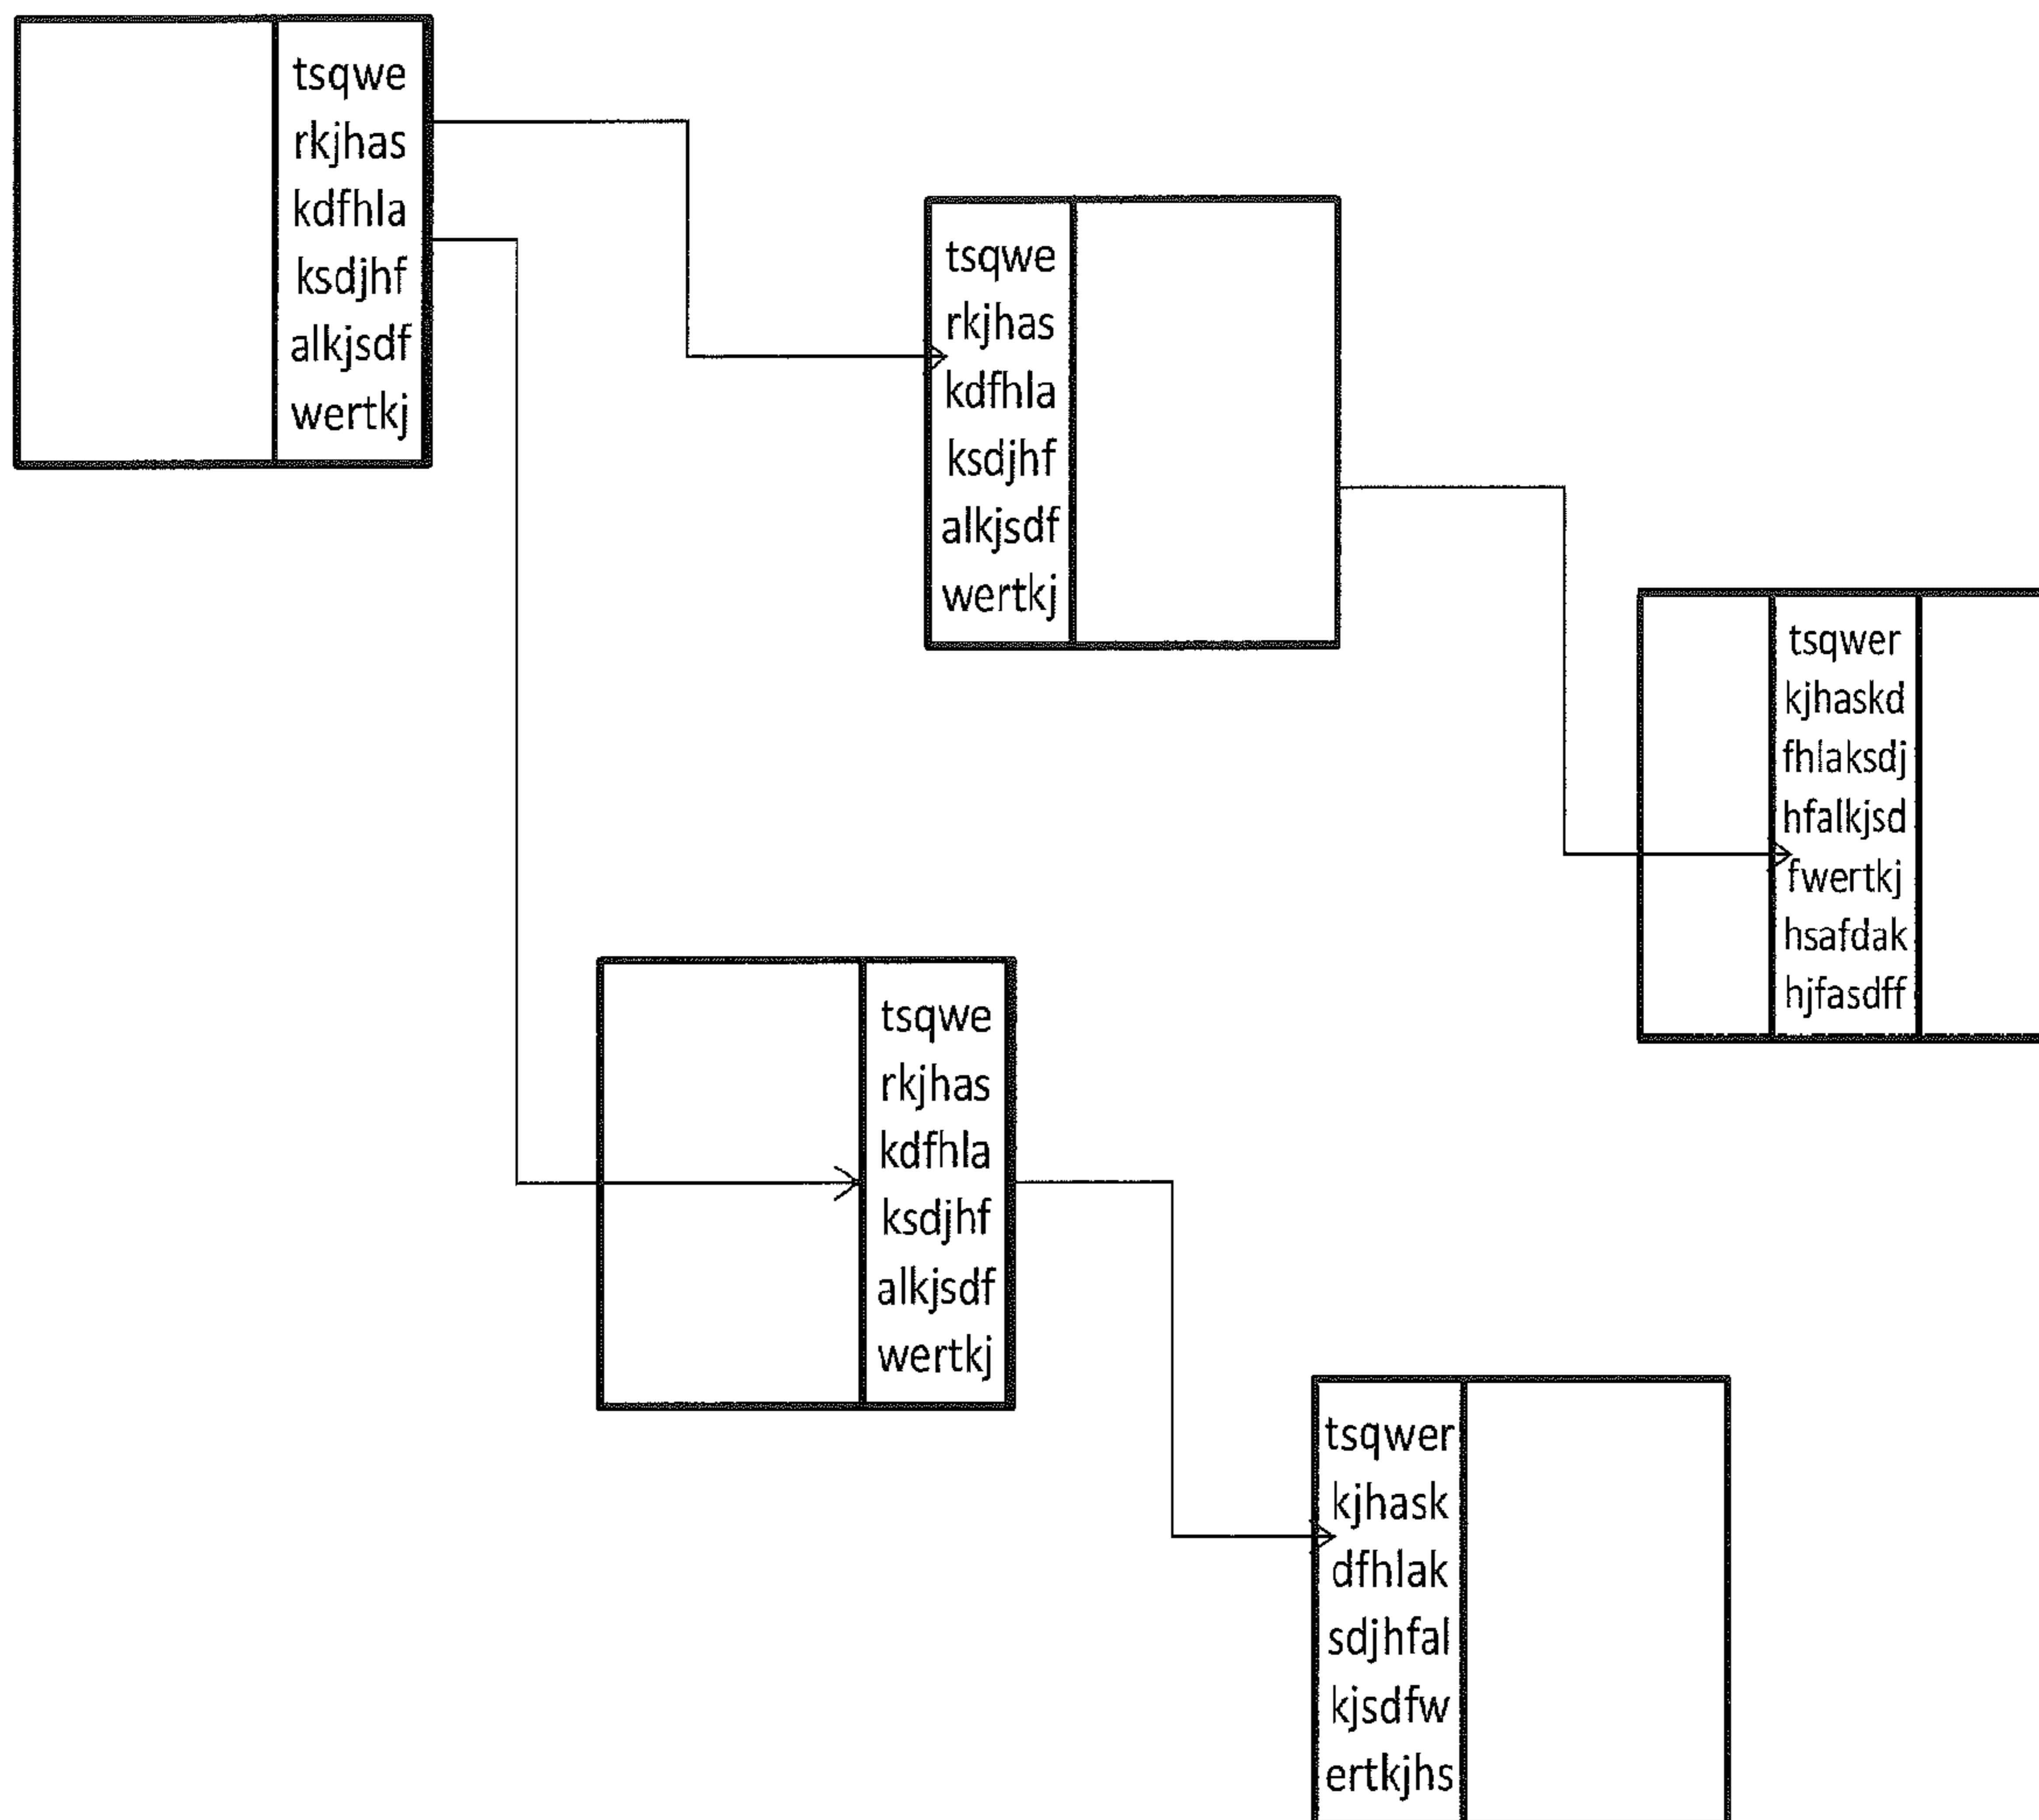 tsqwe
rkjhas
kdfhla
ksdjhf
alkjsdf
wertkj
tsqwe
rkjhas
kdfhla
ksdjhf
alkjsdf
wertkj
tsqwer
kjhaskd
fhlaksdj
hfalkjsd
fwertkj
hsafdak
hjfasdff
tsqwe
rkjhas
kdfhla
ksdjhf
alkjsdf
wertkj
tsqwer
kjhask
dfhlak
sdjhfal
kjsdfw
ertkjhs